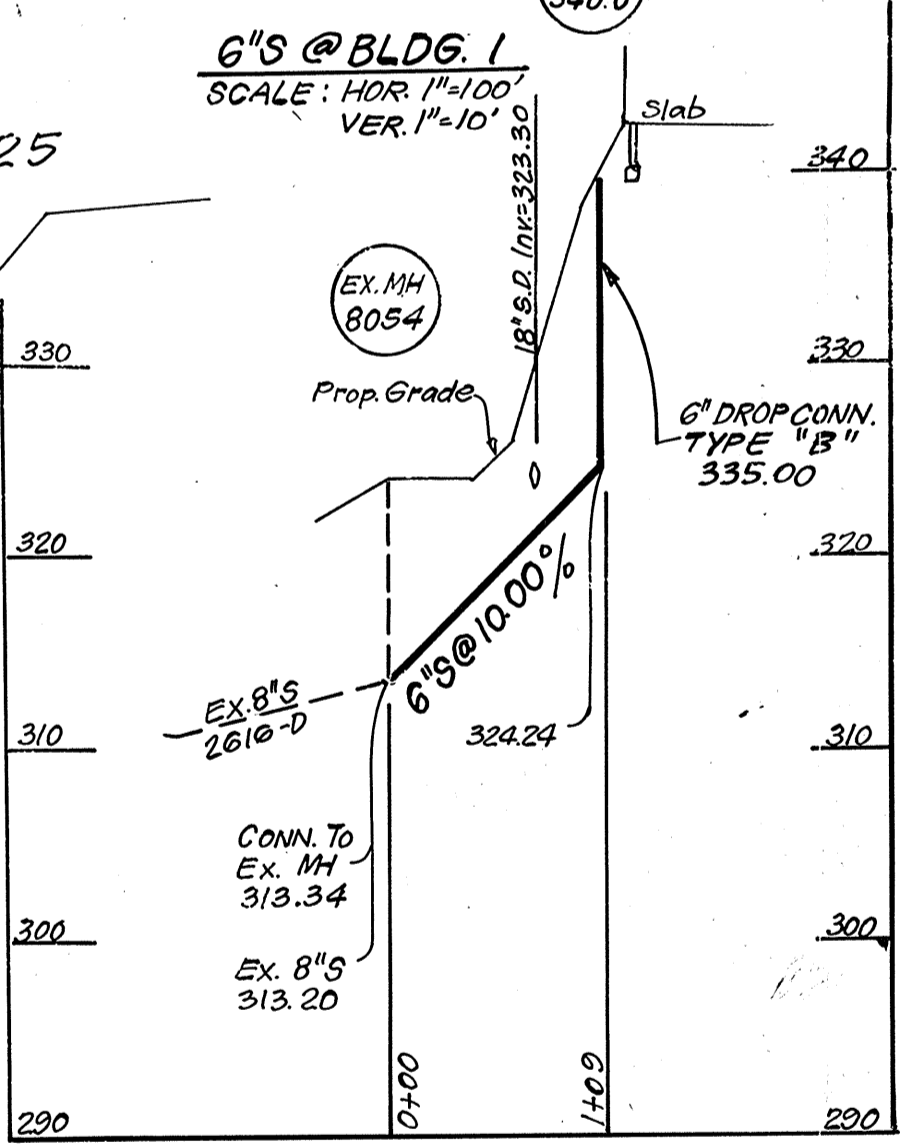 340.0
6"S @ BLDG. 1
SCALE: HOR. 1"=100'
VER. 1"=10'
25
18"S.D. Inv.=323.30
Slab
340
EX. MH
8054
330
330
Prop. Grade
6" DROP CONN.
TYPE "B"
335.00
320
320
6"S@10.00%
EX. 8"S
2616-D
310
324.24
310
CONN. TO
EX. MH
313.34
300
300
EX. 8"S
313.20
0+00
1+09
290
290